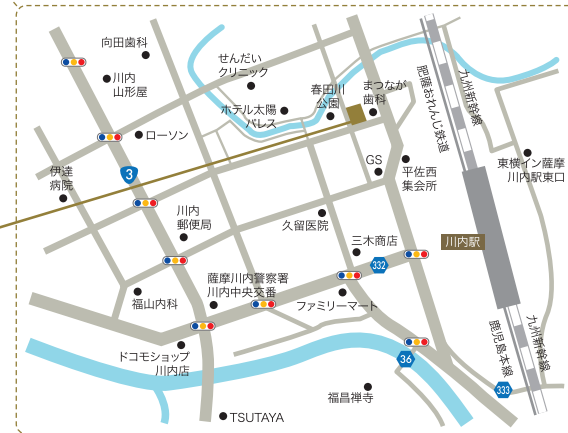 向田歯科
川内
山形屋
せんだい
クリニック
ホテル太陽
パレス
春田川
公園
まつなが
歯科
肥薩おれんじ鉄道
九州新幹線
ローソン
3
伊達
病院
GS
平佐西
集会所
東横イン薩摩
川内駅東口
川内
郵便局
久留医院
三木商店
川内駅
332
福山内科
薩摩川内警察署
川内中央交番
ファミリーマート
ドコモショップ
川内店
36
鹿児島本線
九州新幹線
333
福昌禅寺
TSUTAYA